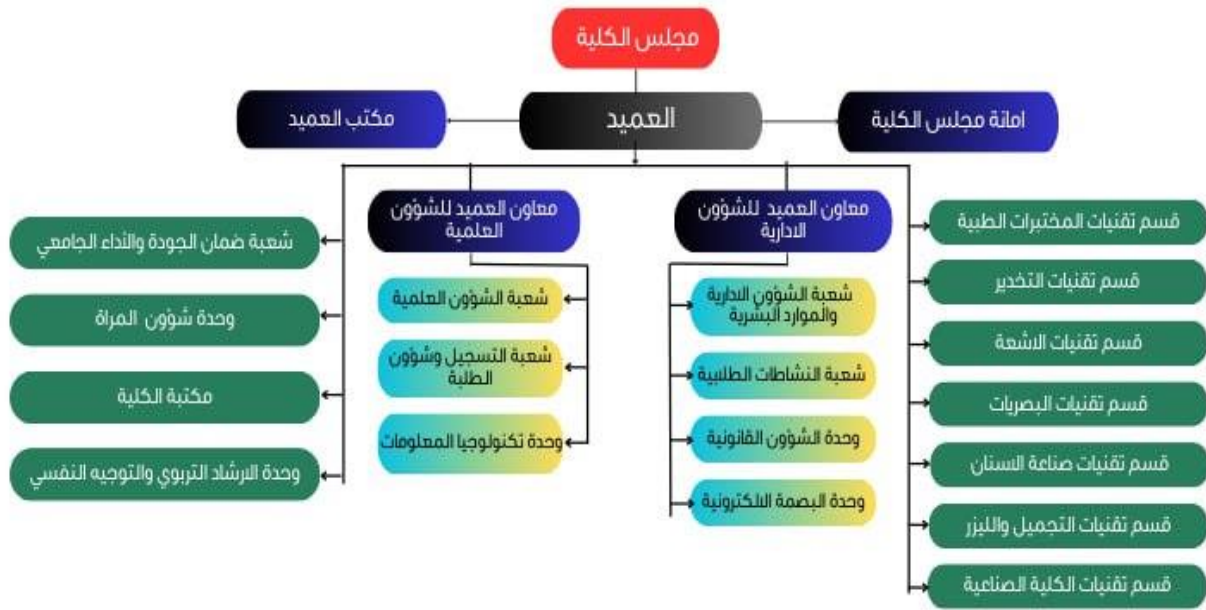 مجلس الكلية
امانة مجلس الكلية
العميد
مكتب العميد
قسم تقنيات المختبرات الطبية
قسم تقنيات التخدير
قسم تقنيات الاشعة
قسم تقنيات البصريات
قسم تقنيات صناعة الاسنان
قسم تقنيات التجميل والليزر
قسم تقنيات الكلية الصناعية
معاون العميد للشؤون
الادارية
شعبة الشؤون الادارية
والموارد البشرية
شعبة النشاطات الطلابية
وحدة الشؤون القانونية
وحدة البصمة الالكترونية
معاون العميد للشؤون
العلمية
شعبة الشؤون العلمية
شعبة التسجيل وشؤون
الطلبة
وحدة تكنولوجيا المعلومات
شعبة ضمان الجودة والأداء الجامعي
وحدة شؤون المراة
مكتبة الكلية
وحدة الارشاد التربوي والتوجيه النفسي